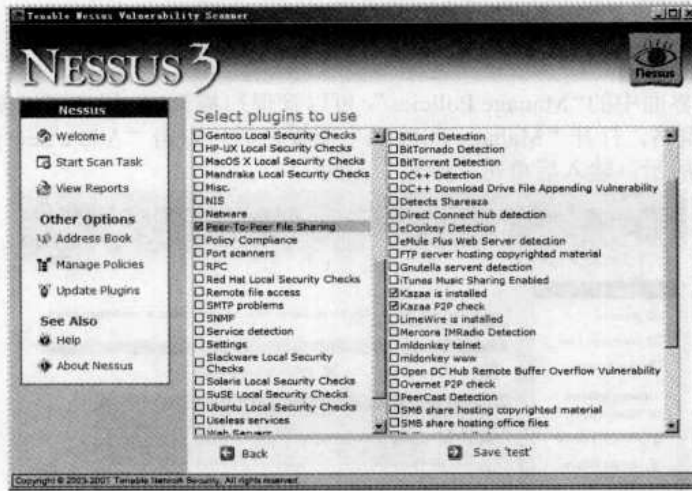 Tenable Nessus Vulnerability Scanner
NESSUS 3
Nessus
Nessus
Welcome
Start Scan Task
View Reports
Other Options
Address Book
Manage Policies
Update Plugins
See Also
Help
About Nessus
Select plugins to use
Gentoo Local Security Checks
HP-UX Local Security Checks
MacOS X Local Security Checks
Mandrake Local Security Checks
Misc.
NIS
Netware
Peer-To-Peer File Sharing
Policy Compliance
Port scanners
RPC
Red Hat Local Security Checks
Remote file access
SMTP problems
SNMP
Service detection
Settings
Slackware Local Security
Checks
Solaris Local Security Checks
SuSE Local Security Checks
Ubuntu Local Security Checks
Useless services
Web Servers
BitLord Detection
BitTornado Detection
BitTorrent Detection
DC++ Detection
DC++ Download Drive File Appending Vulnerability
Detects Shareaza
Direct Connect hub detection
eDonkey Detection
eMule Plus Web Server detection
FTP server hosting copyrighted material
Gnutella servent detection
iTunes Music Sharing Enabled
Kazaa is installed
Kazaa P2P check
LimeWire is installed
Mercora IMRadio Detection
mldonkey telnet
mldonkey www
Open DC Hub Remote Buffer Overflow Vulnerability
Overnet P2P check
PeerCast Detection
SMB share hosting copyrighted material
SMB share hosting office files
Back
Save 'test'
Copyright © 2003-2007 Tenable Network Security, All rights reserved